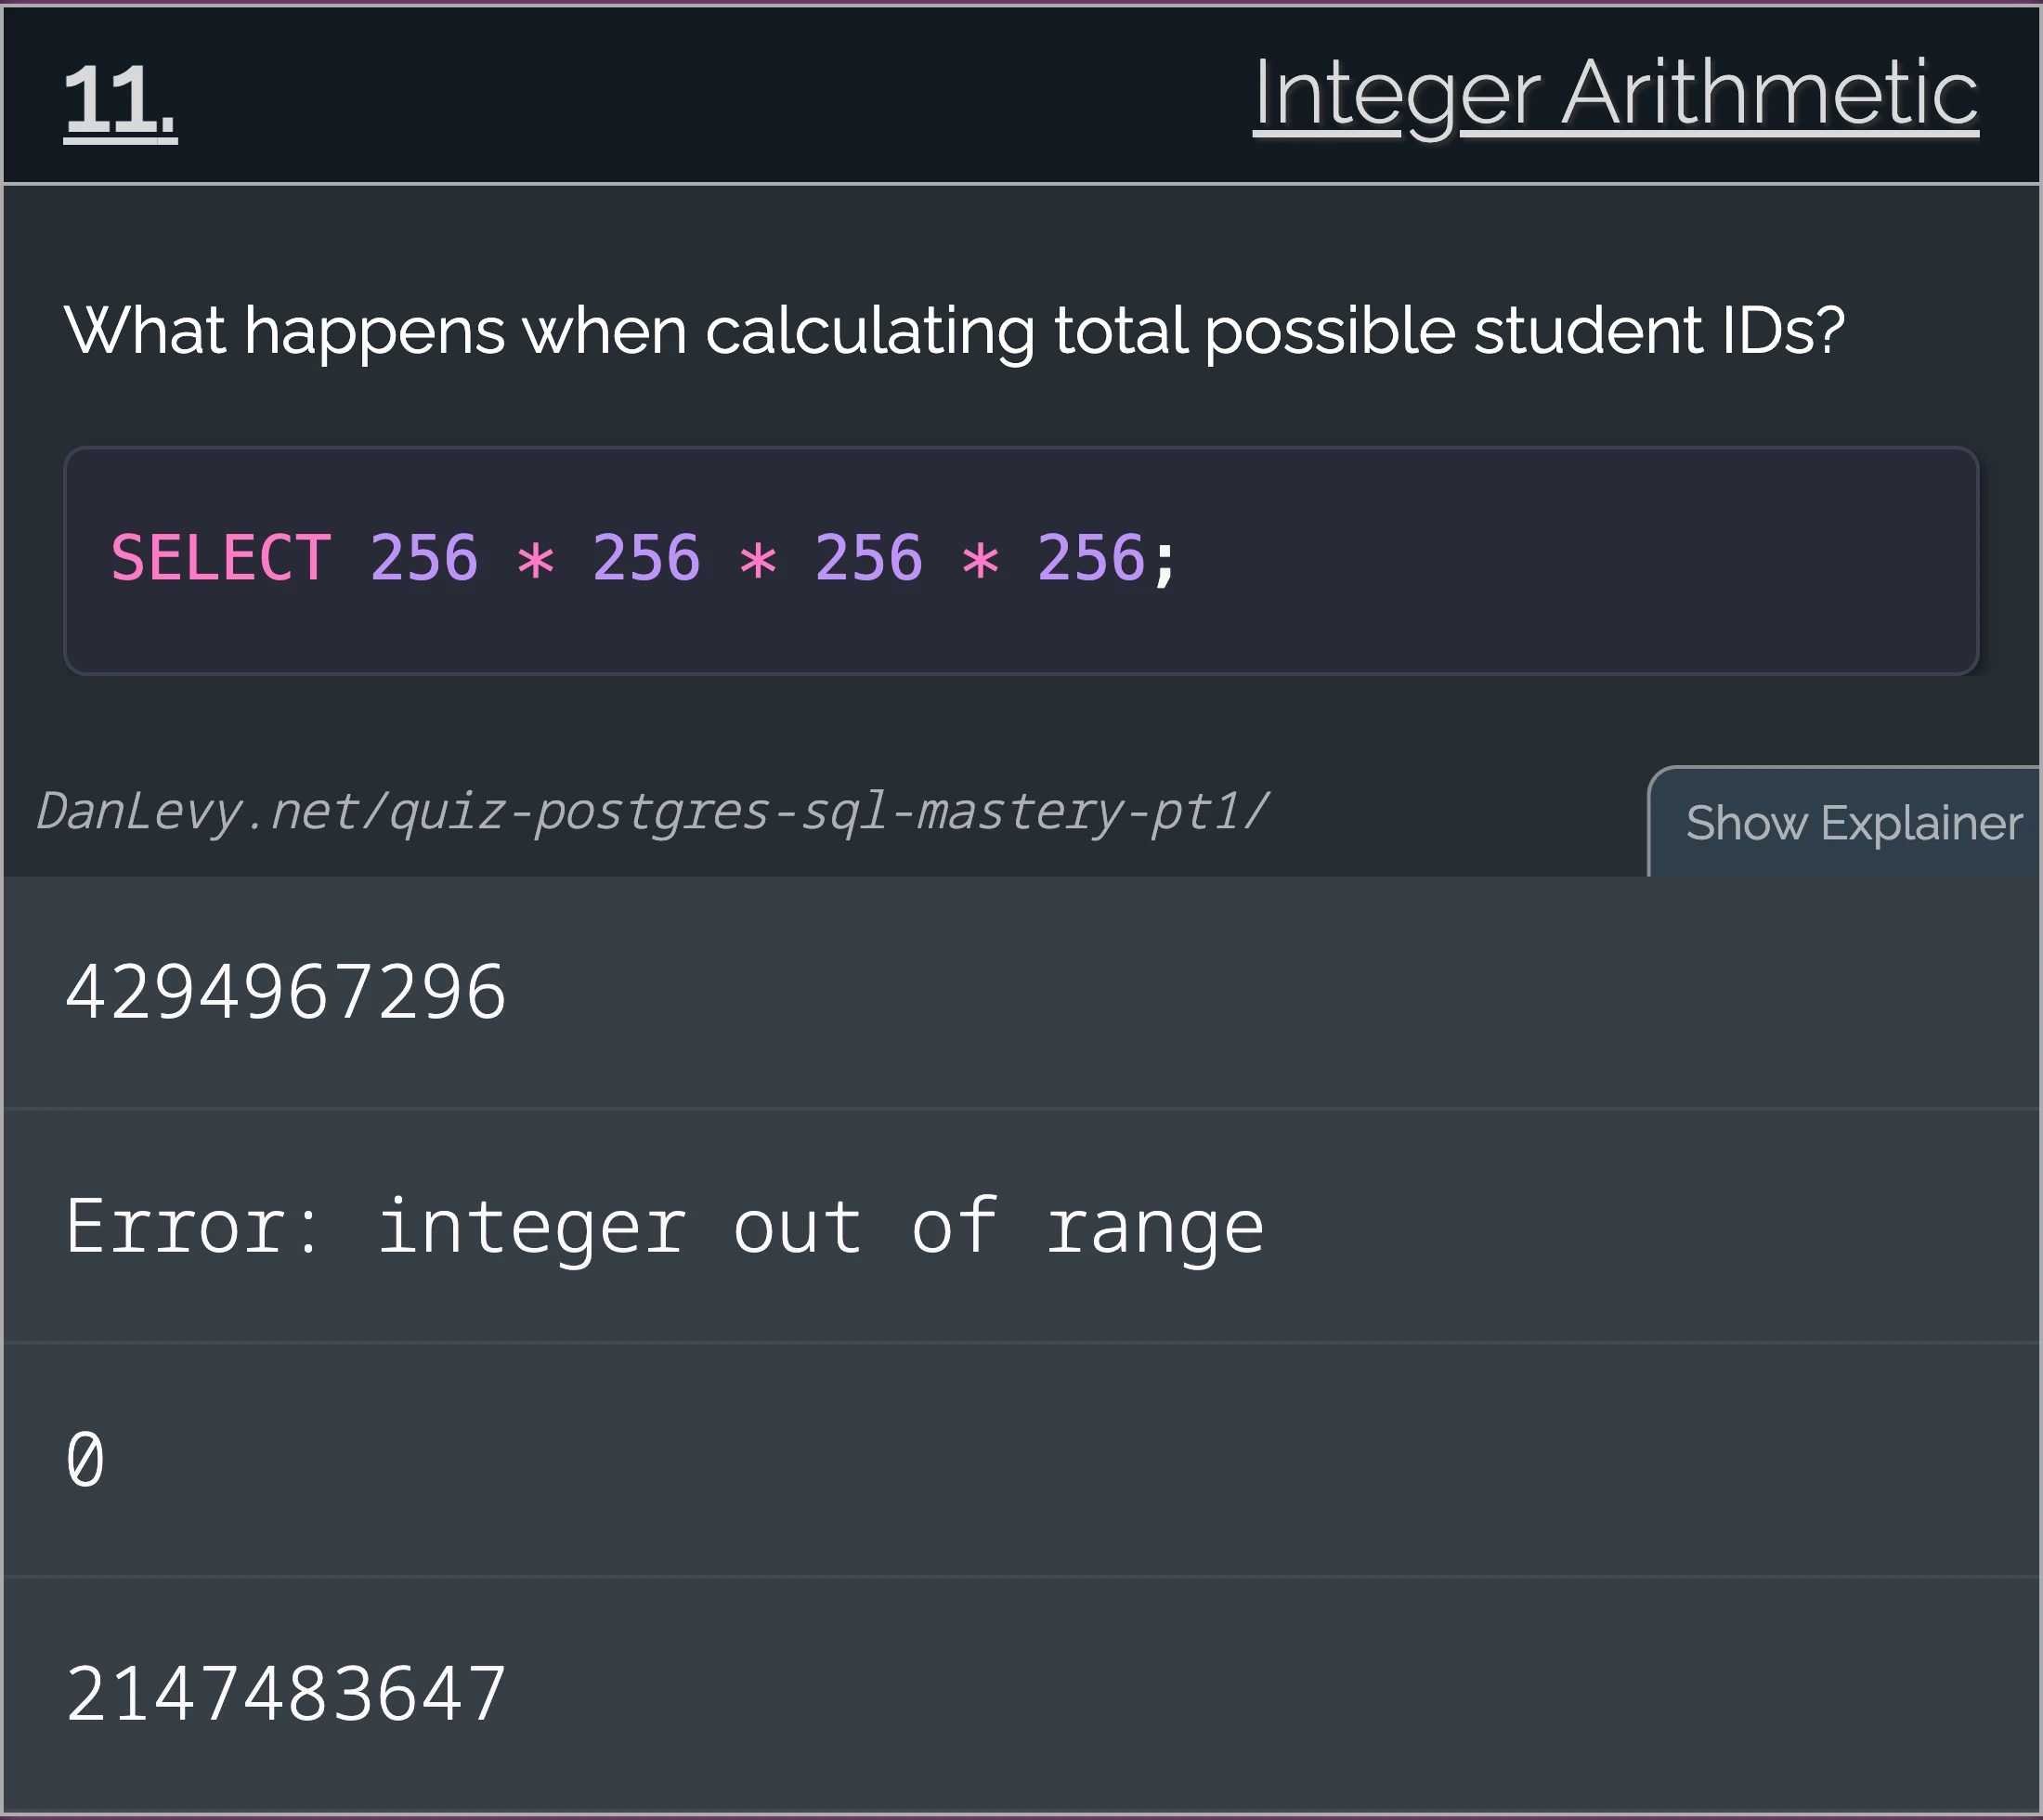 11.
Integer Arithmetic
What happens when calculating total possible student IDs?
SELECT 256 * 256 * 256 * 256;
DanLevy.net/quiz-postgres-sql-mastery-pt1/
Show Explainer
4294967296
Error: integer out of range
0
2147483647